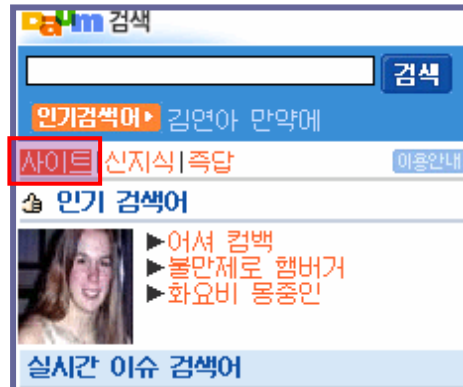 Daum 검색
검색
인기검색어▶ 김연아 만약에
사이트 신지식|즉답 이용안내
인기 검색어
▶어셔 컴백
▶불만제로 햄버거
▶화요비 몽중인
실시간 이슈 검색어